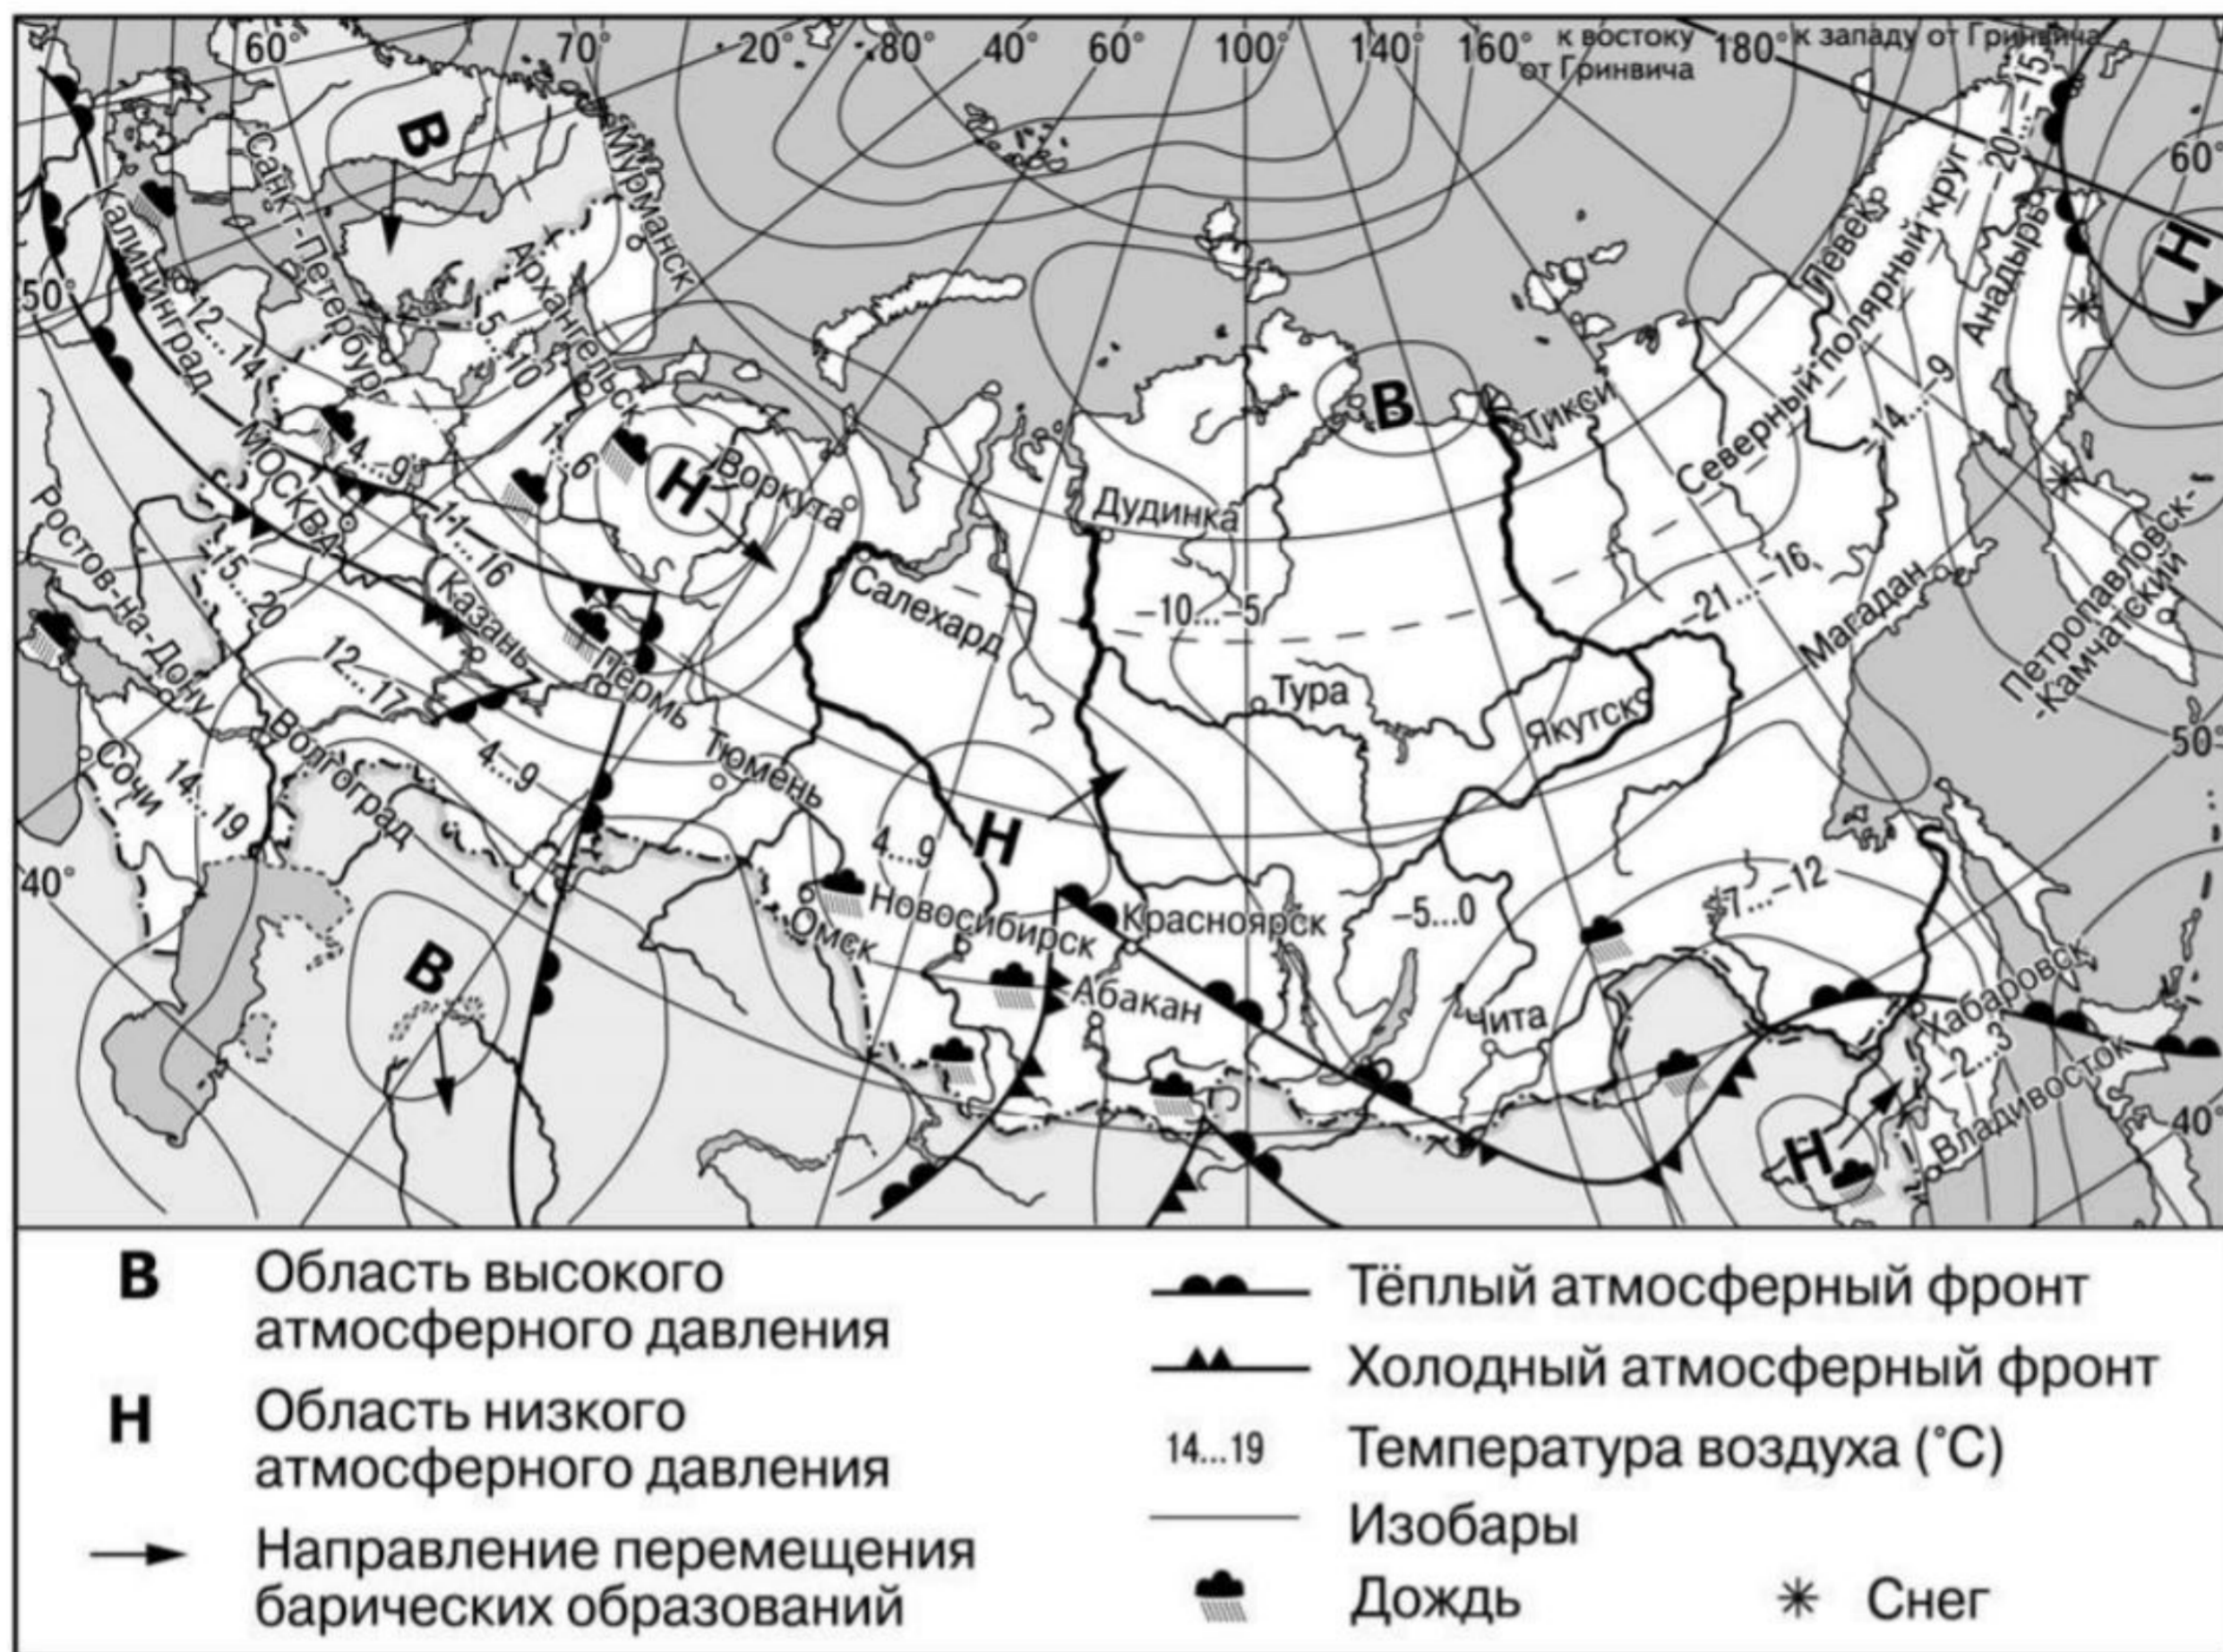 60° 70° 20° 80° 40° 60° 100° 140° 160° к востоку 180° к западу от Гринвича
от Гринвича
60°
50°
50°
40°
40°
В
Н
Мурманск
Санкт-Петербург
Архангельск
алининград
12... 14
5...10
4...9
1...6
Н
Воркута
МОСКВА
11...16
Ростов-на-Дону
15...20
Казань
12... 17
Пермь
Салехард
Дудинка
В
Тикси
Северный полярный круг
Певек
Анадырь
-20...-15
-14...-9
-10...-5
-21...-16
Магадан
Петропавловск-
-Камчатский
Тура
Якутск
Сочи
14... 19
Волгоград
4...9
Тюмень
4...9
Н
Новосибирск
Омск
Красноярск
Абакан
-5...0
7...-12
Чита
Хабаровск
-2...3
Владивосток
Н
В
В Область высокого
атмосферного давления
Н Область низкого
атмосферного давления
Направление перемещения
барических образований
Тёплый атмосферный фронт
Холодный атмосферный фронт
14...19 Температура воздуха (°C)
Изобары
Дождь Снег